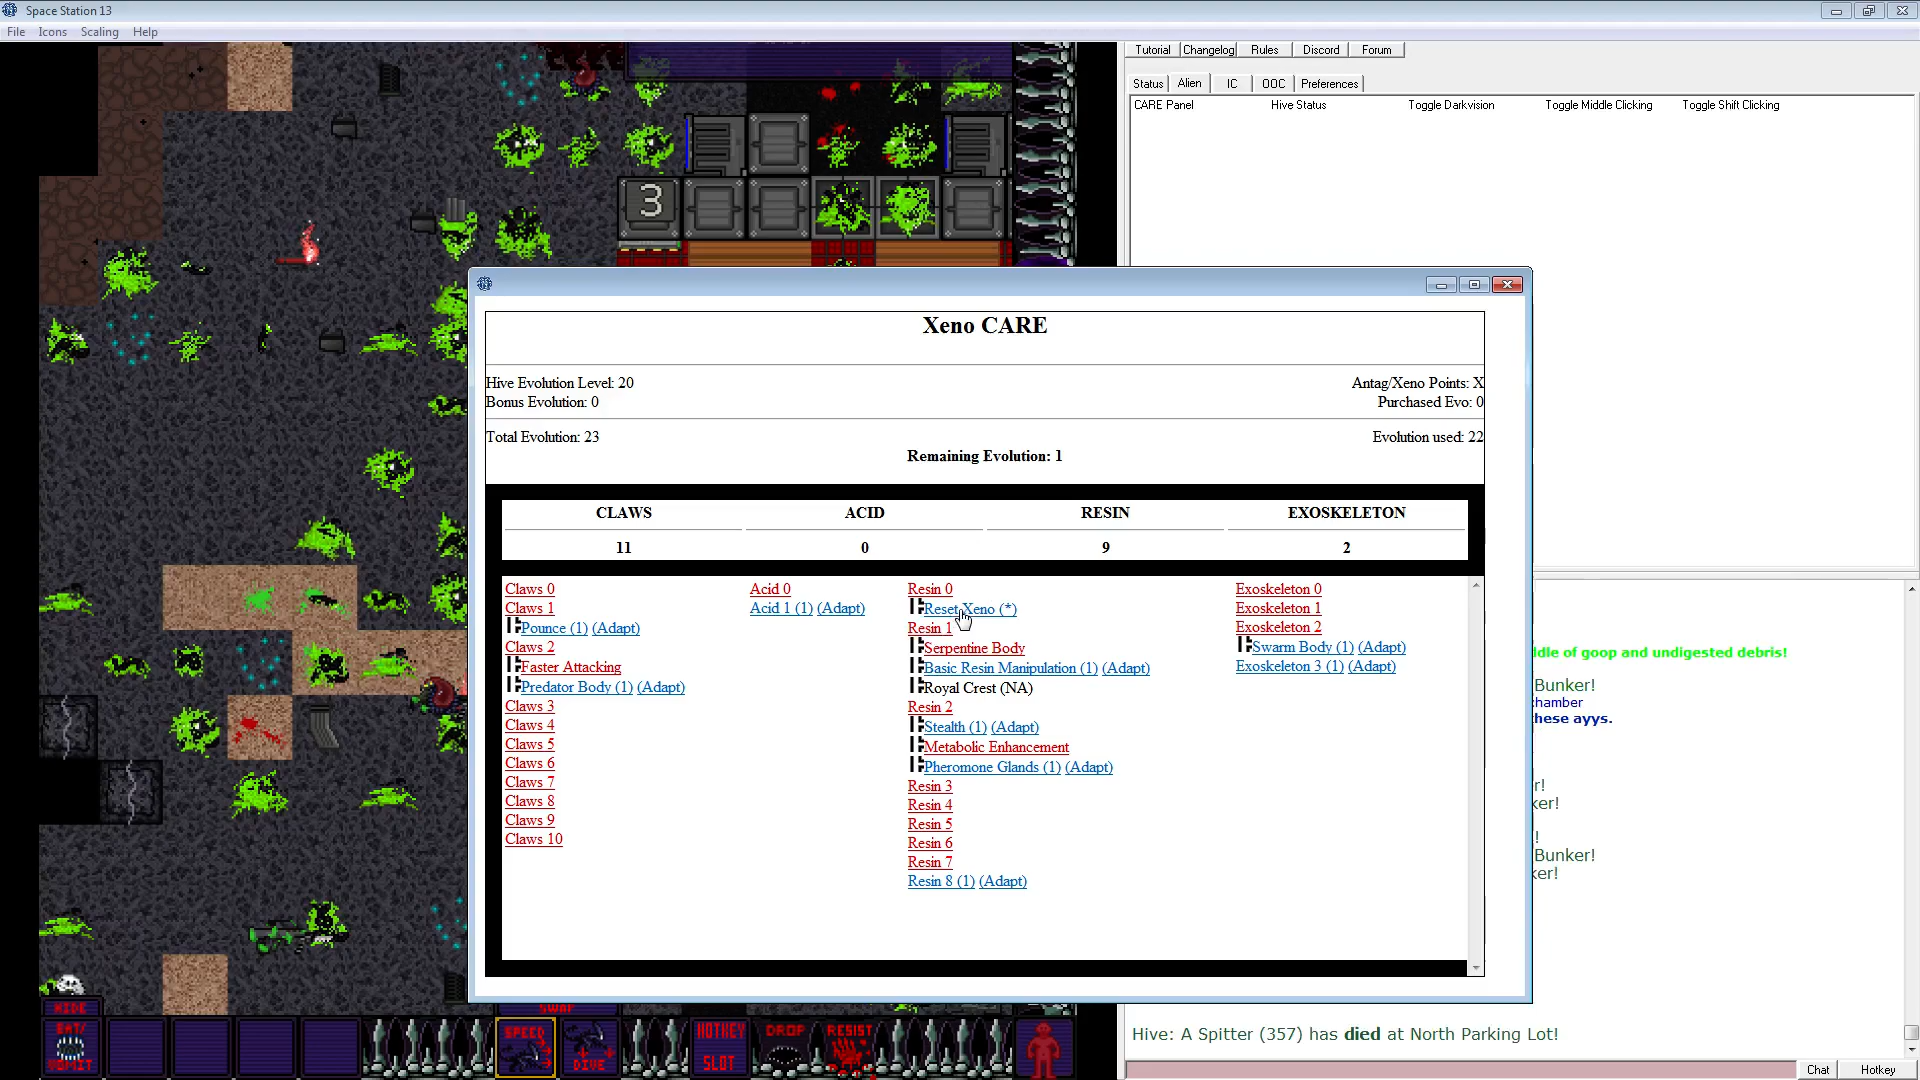 Space Station 13
File Icons Scaling Help
Tutorial Changelog Rules Discord Forum
Status Alien IC OOC Preferences
CARE Panel Hive Status Toggle Darkvision Toggle Middle Clicking Toggle Shift Clicking
3
Xeno CARE
Hive Evolution Level: 20 Antag/Xeno Points: X
Bonus Evolution: 0 Purchased Evo: 0
Total Evolution: 23 Evolution used: 22
Remaining Evolution: 1
CLAWS ACID RESIN EXOSKELETON
11 0 9 2
Claws 0
Claws 1
Pounce (1) (Adapt)
Claws 2
Faster Attacking
Predator Body (1) (Adapt)
Claws 3
Claws 4
Claws 5
Claws 6
Claws 7
Claws 8
Claws 9
Claws 10
Acid 0
Acid 1 (1) (Adapt)
Resin 0
Reset Xeno (*)
Resin 1
Serpentine Body
Basic Resin Manipulation (1) (Adapt)
Royal Crest (NA)
Resin 2
Stealth (1) (Adapt)
Metabolic Enhancement
Pheromone Glands (1) (Adapt)
Resin 3
Resin 4
Resin 5
Resin 6
Resin 7
Resin 8 (1) (Adapt)
Exoskeleton 0
Exoskeleton 1
Exoskeleton 2
Swarm Body (1) (Adapt)
Exoskeleton 3 (1) (Adapt)
ddle of goop and undigested debris!
Bunker!
chamber
these ayys.
r!
ker!
!
Bunker!
ker!
Hive: A Spitter (357) has died at North Parking Lot!
HIDE
EAT/
VOMIT
SWAP
SPEED
DIVE
HOTKEY
SLOT
DROP
RESIST
Chat Hotkey